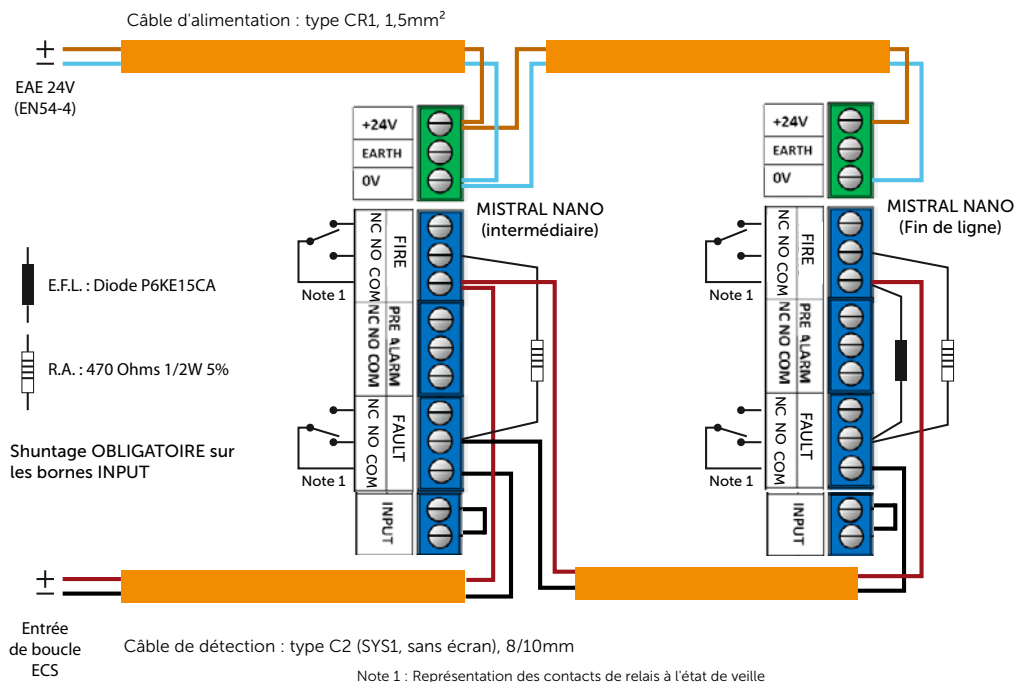 Câble d'alimentation : type CR1, 1,5mm²
±
EAE 24V
(EN54-4)
+24V
EARTH
0V
+24V
EARTH
0V
MISTRAL NANO
(intermédiaire)
MISTRAL NANO
(Fin de ligne)
NC NO COM
FIRE
Note 1
NC NO COM
FIRE
Note 1
E.F.L. : Diode P6KE15CA
NC NO COM
PRE ALARM
NC NO COM
PRE ALARM
R.A. : 470 Ohms 1/2W 5%
NC NO COM
FAULT
Note 1
NC NO COM
FAULT
Note 1
Shuntage OBLIGATOIRE sur
les bornes INPUT
INPUT
INPUT
±
Entrée
de boucle
ECS
Câble de détection : type C2 (SYS1, sans écran), 8/10mm
Note 1 : Représentation des contacts de relais à l'état de veille